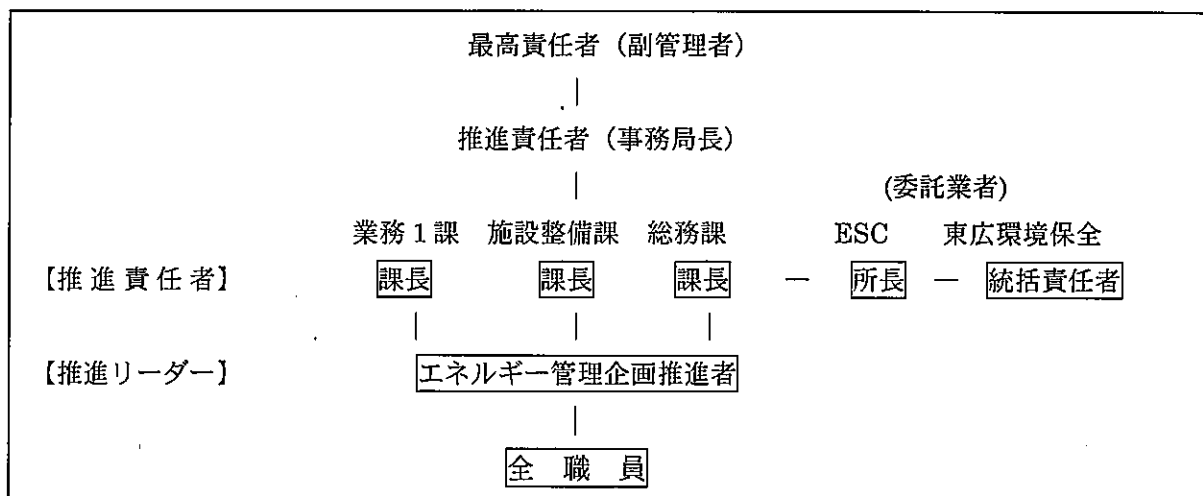 最高責任者（副管理者）
推進責任者（事務局長）
(委託業者)
業務１課 施設整備課 総務課 ESC 東広環境保全
【推進責任者】 課長 課長 課長 － 所長 － 統括責任者
【推進リーダー】 エネルギー管理企画推進者
全職員